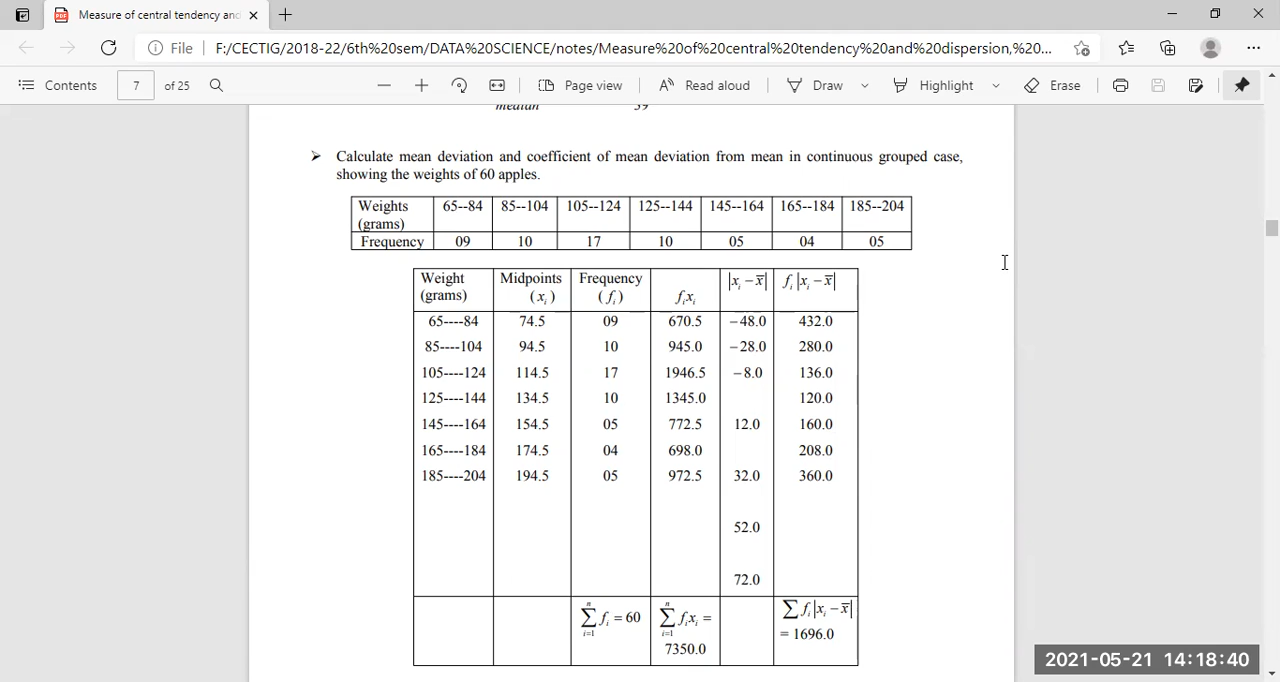 Measure of central tendency and
File F:/CECTIG/2018-22/6th%20sem/DATA%20SCIENCE/notes/Measure%20of%20central%20tendency%20and%20dispersion,%20...
Contents 7 of 25 Page view Read aloud Draw Highlight Erase
median 39
➢ Calculate mean deviation and coefficient of mean deviation from mean in continuous grouped case,
showing the weights of 60 apples.
Weights (grams) 65--84 85--104 105--124 125--144 145--164 165--184 185--204
Frequency 09 10 17 10 05 04 05
Weight (grams) Midpoints (xᵢ) Frequency (fᵢ) fᵢxᵢ |xᵢ − x̅| fᵢ|xᵢ − x̅|
65----84 74.5 09 670.5 −48.0 432.0
85----104 94.5 10 945.0 −28.0 280.0
105----124 114.5 17 1946.5 −8.0 136.0
125----144 134.5 10 1345.0 120.0
145----164 154.5 05 772.5 12.0 160.0
165----184 174.5 04 698.0 208.0
185----204 194.5 05 972.5 32.0 360.0
52.0
72.0
n∑i=1 fᵢ = 60 n∑i=1 fᵢxᵢ = 7350.0 ∑fᵢ|xᵢ − x̅| = 1696.0
2021-05-21 14:18:40